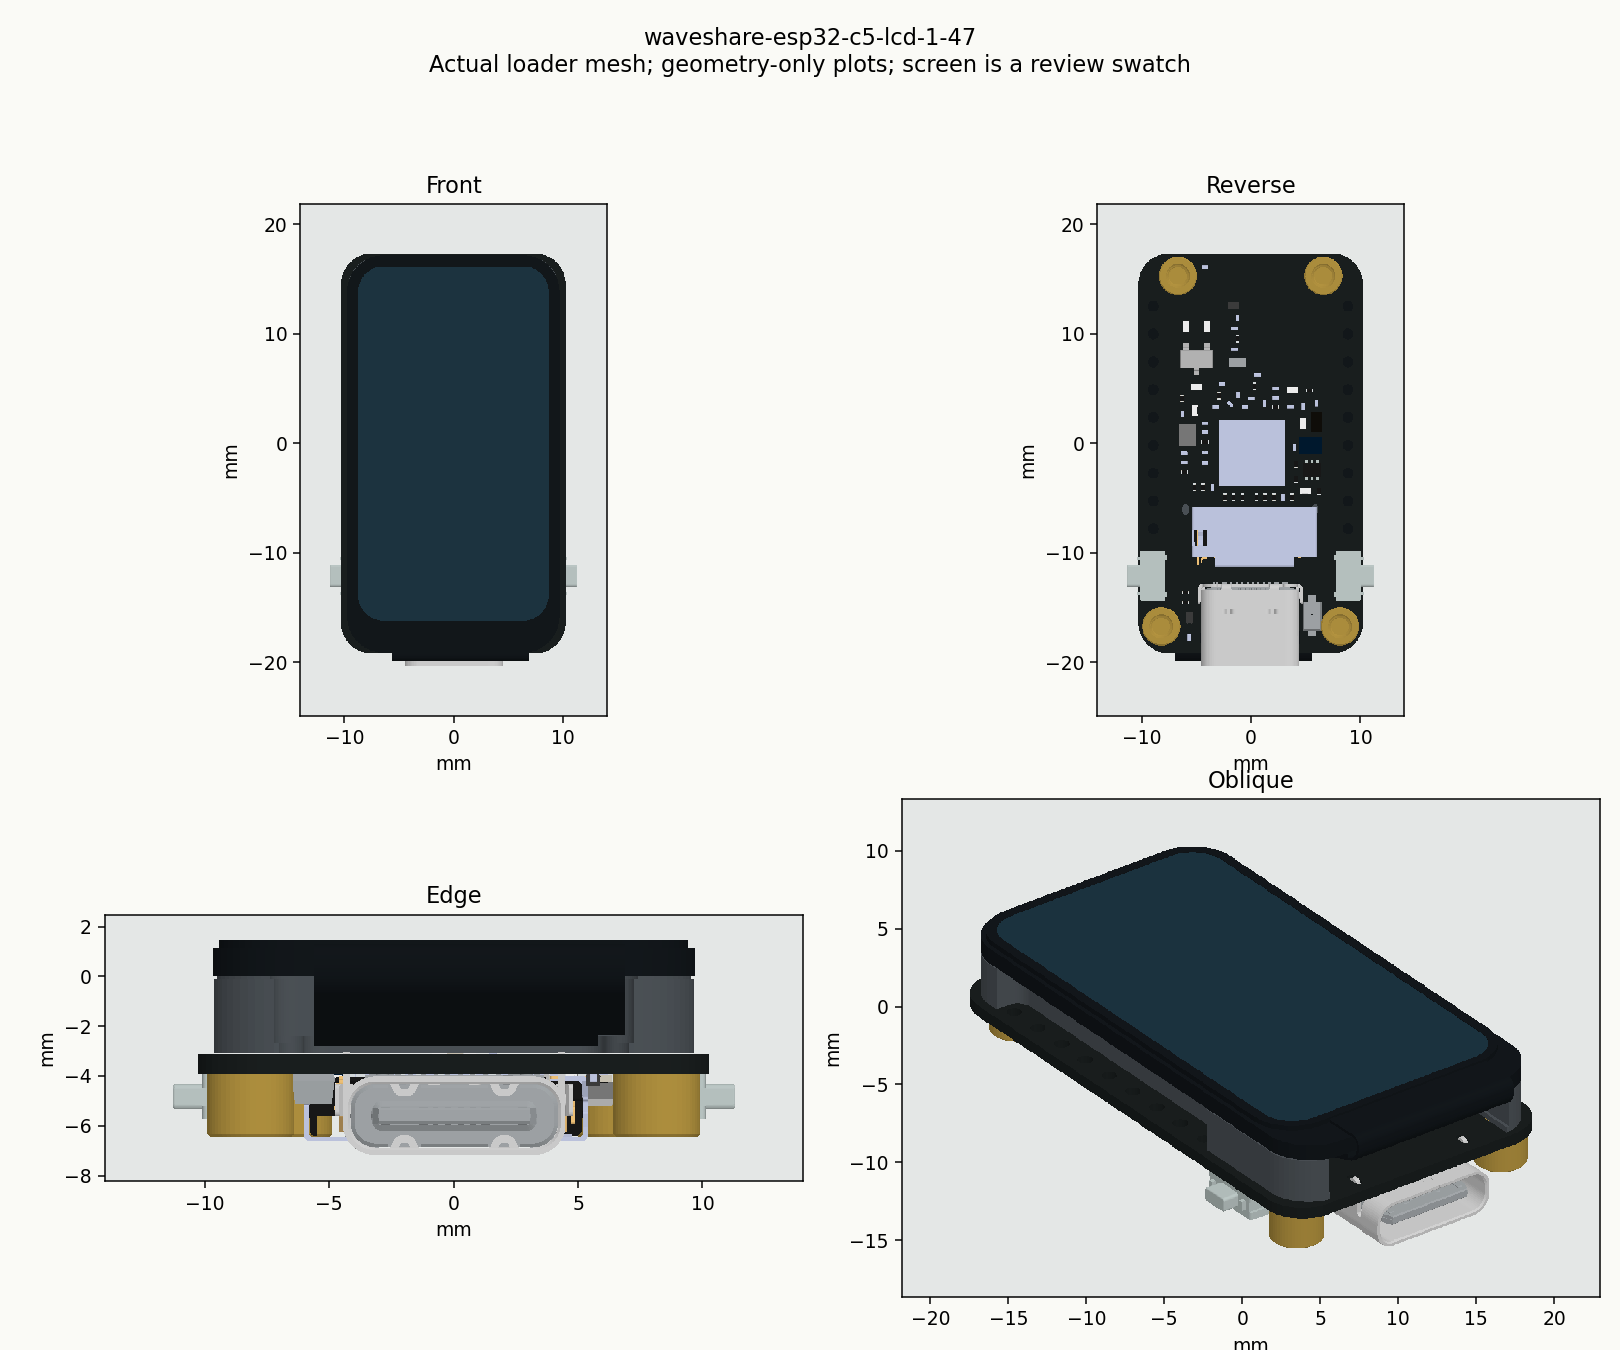 waveshare-esp32-c5-lcd-1-47
Actual loader mesh; geometry-only plots; screen is a review swatch
Front
20
10
0
−10
−20
mm
−10 0 10
mm
Reverse
20
10
0
−10
−20
mm
−10 0 10
mm
Edge
2
0
−2
−4
−6
−8
mm
−10 −5 0 5 10
mm
Oblique
10
5
0
−5
−10
−15
mm
−20 −15 −10 −5 0 5 10 15 20
mm